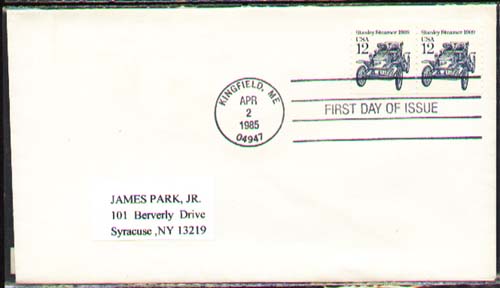 Stanley Steamer 1909 Stanley Steamer 1909
USA USA
12 12
KINGFIELD, ME
APR
2
1985
04947
FIRST DAY OF ISSUE
JAMES PARK, JR.
101 Berverly Drive
Syracuse ,NY 13219